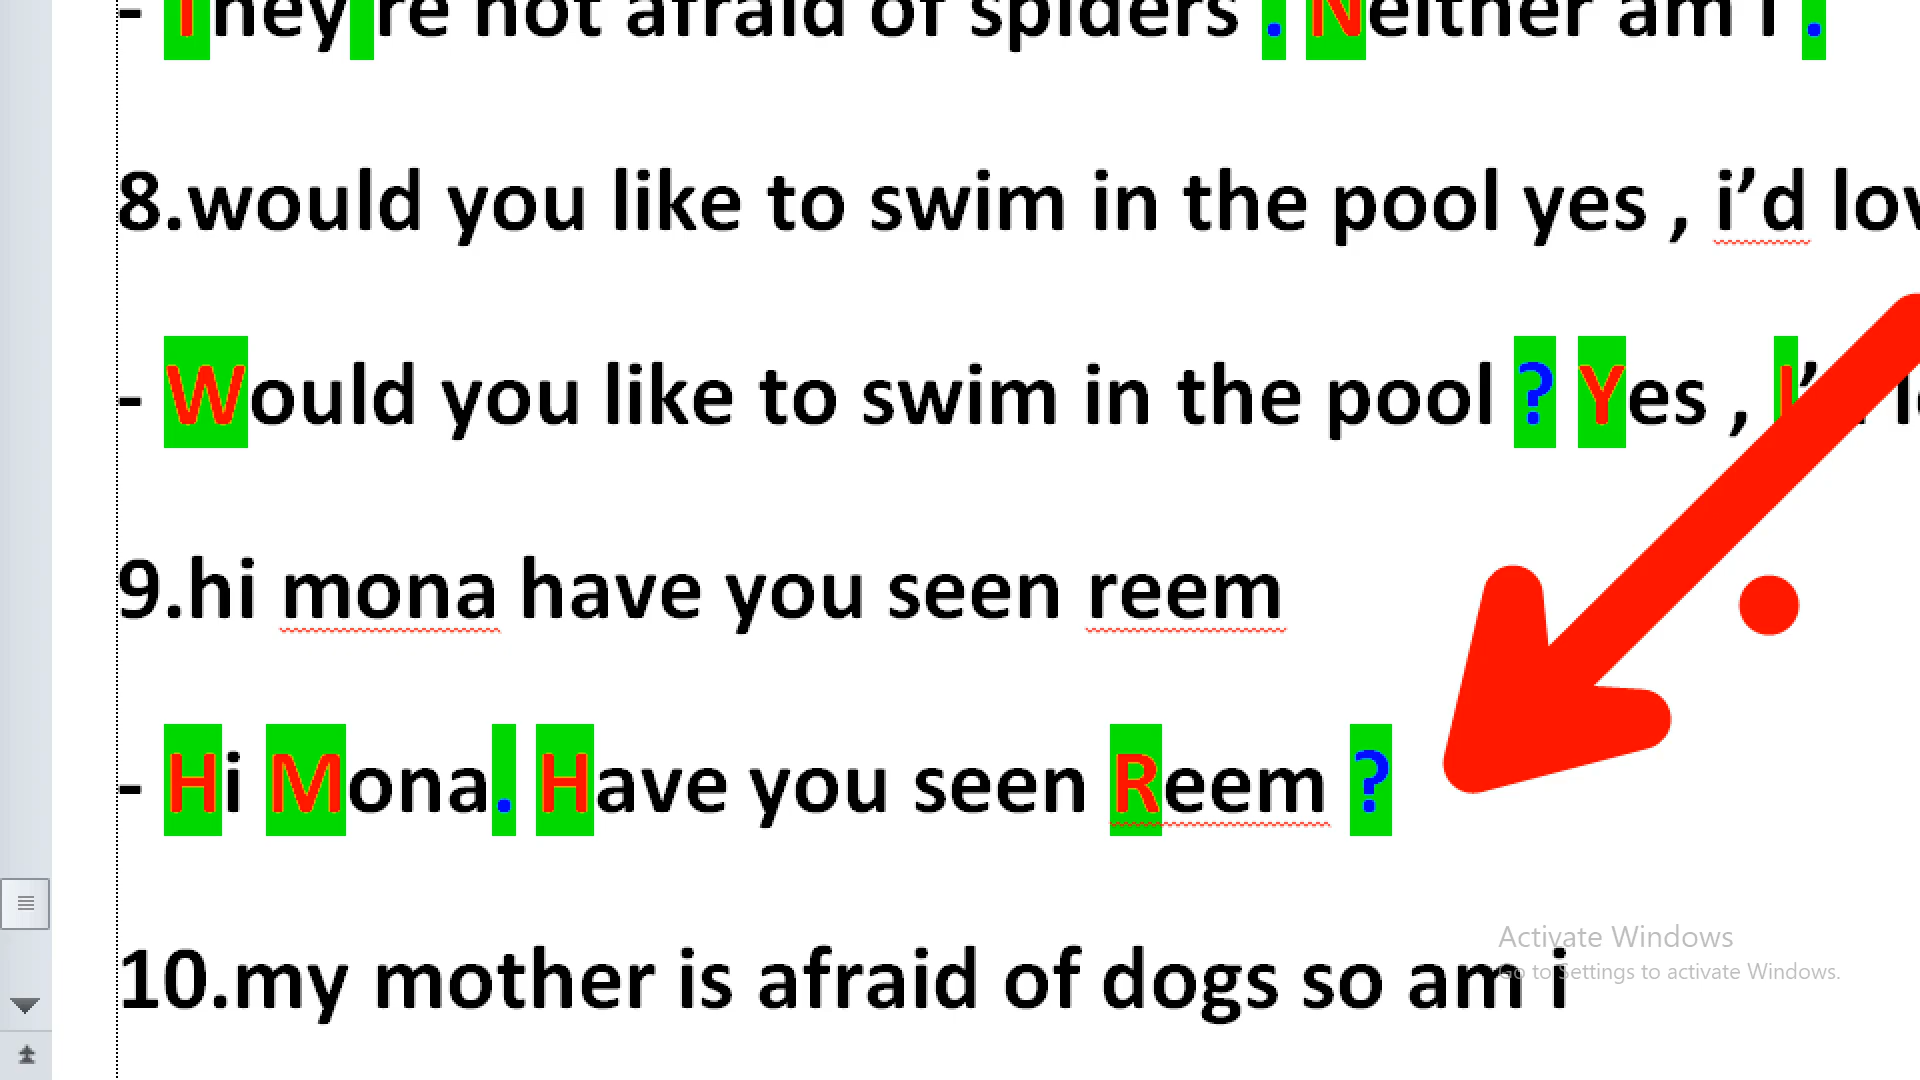 - They re not afraid of spiders . Neither am I .
8.would you like to swim in the pool yes , i’d
- Would you like to swim in the pool ? Yes ,
9.hi mona have you seen reem
- Hi Mona. Have you seen Reem ?
10.my mother is afraid of dogs so am i
Activate Windows
Go to Settings to activate Windows.